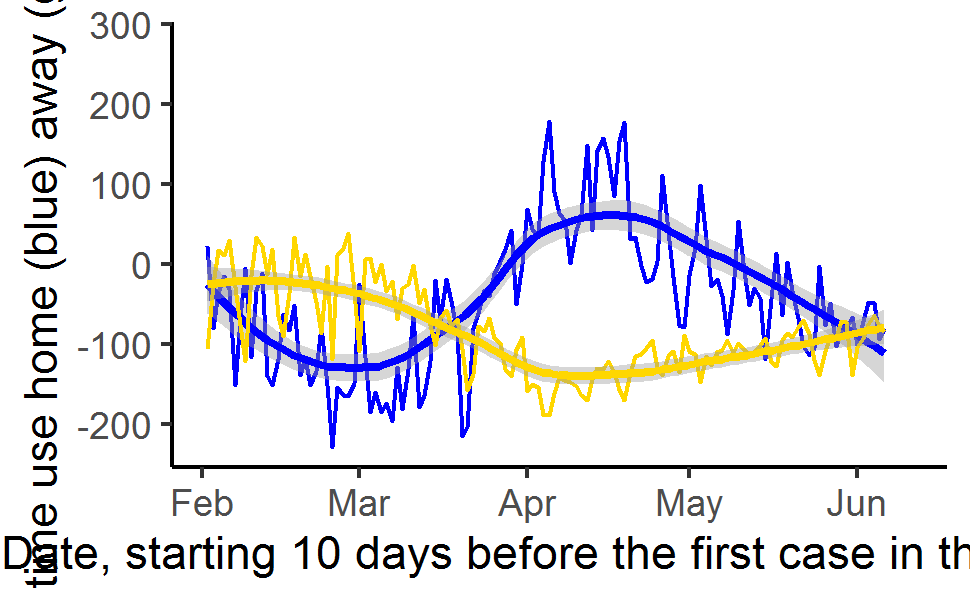 time use home (blue) away (
300
200
100
0
-100
-200
Feb Mar Apr May Jun
Date, starting 10 days before the first case in th